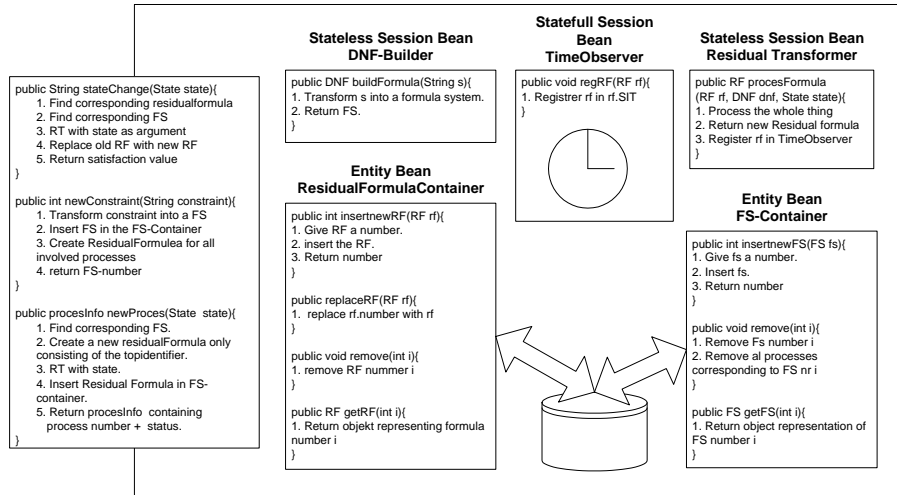 public String stateChange(State state){
1. Find corresponding residualformula
2. Find corresponding FS
3. RT with state as argument
4. Replace old RF with new RF
5. Return satisfaction value
}
public int newConstraint(String constraint){
1. Transform constraint into a FS
2. Insert FS in the FS-Container
3. Create ResidualFormulea for all
involved processes
4. return FS-number
}
public procesInfo newProces(State state){
1. Find corresponding FS.
2. Create a new residualFormula only
consisting of the topidentifier.
3. RT with state.
4. Insert Residual Formula in FS-
container.
5. Return procesInfo containing
process number + status.
}
Stateless Session Bean
DNF-Builder
public DNF buildFormula(String s){
1. Transform s into a formula system.
2. Return FS.
}
Statefull Session
Bean
TimeObserver
public void regRF(RF rf){
1. Registrer rf in rf.SIT
}
Stateless Session Bean
Residual Transformer
public RF procesFormula
(RF rf, DNF dnf, State state){
1. Process the whole thing
2. Return new Residual formula
3. Register rf in TimeObserver
}
Entity Bean
ResidualFormulaContainer
public int insertnewRF(RF rf){
1. Give RF a number.
2. insert the RF.
3. Return number
}
public replaceRF(RF rf){
1. replace rf.number with rf
}
public void remove(int i){
1. remove RF nummer i
}
public RF getRF(int i){
1. Return objekt representing formula
number i
}
Entity Bean
FS-Container
public int insertnewFS(FS fs){
1. Give fs a number.
2. Insert fs.
3. Return number
}
public void remove(int i){
1. Remove Fs number i
2. Remove al processes
corresponding to FS nr i
}
public FS getFS(int i){
1. Return object representation of
FS number i
}